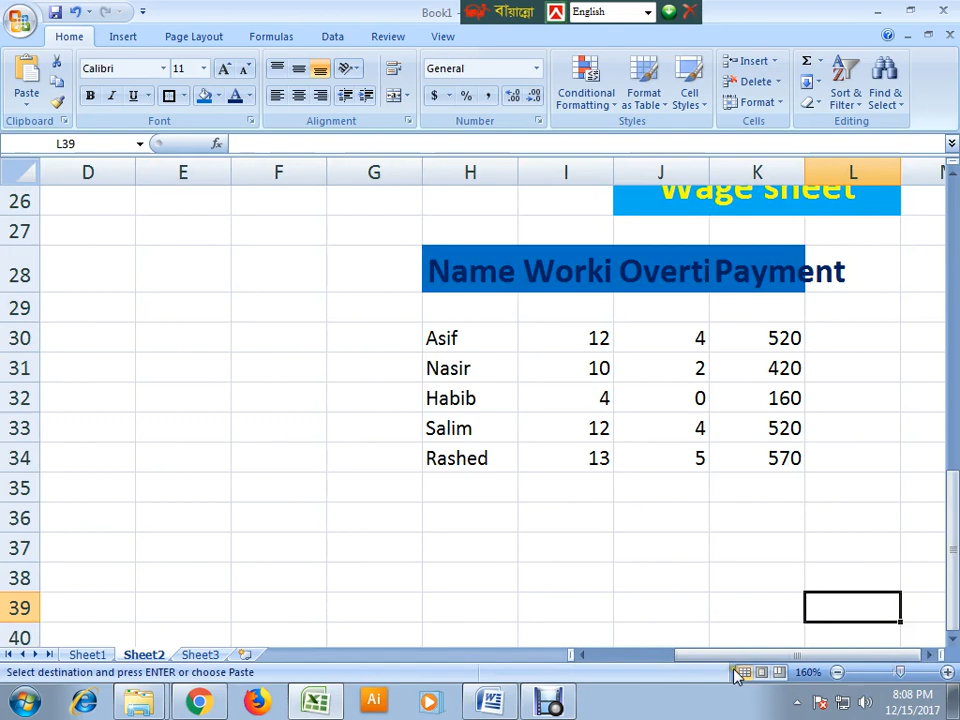 Book1 -
বায়ান্নো
English
Home Insert Page Layout Formulas Data Review View
Paste
Calibri 11
B I U
General
$ % ,
Conditional Formatting
Format as Table
Cell Styles
Insert
Delete
Format
Σ
Sort & Filter
Find & Select
Clipboard Font Alignment Number Styles Cells Editing
L39 fx
D E F G H I J K L
26 Wage sheet
27
28 Name Worki Overti Payment
29
30 Asif 12 4 520
31 Nasir 10 2 420
32 Habib 4 0 160
33 Salim 12 4 520
34 Rashed 13 5 570
35
36
37
38
39
40
Sheet1 Sheet2 Sheet3
Select destination and press ENTER or choose Paste 160%
Ai
8:08 PM
12/15/2017